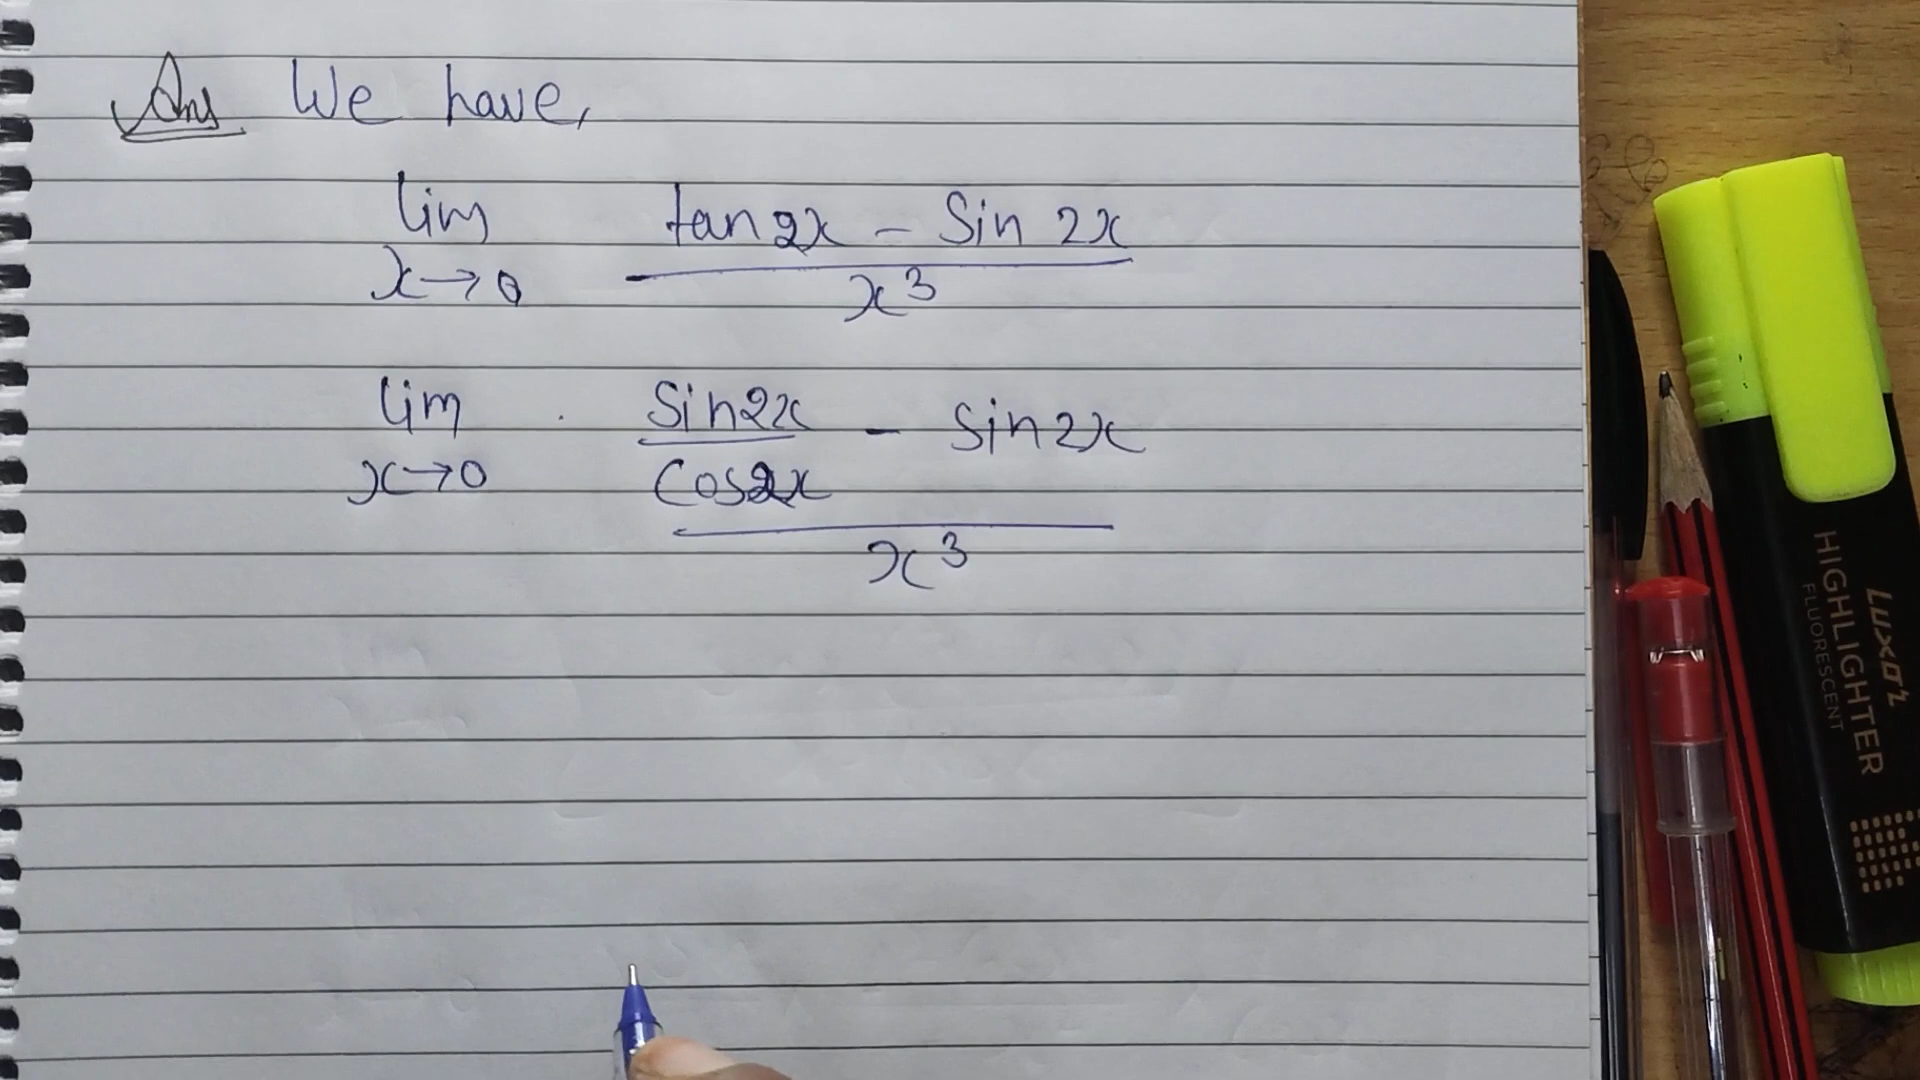 Ans We have,
lim tan2x - Sin 2x
x→0 x³
lim Sin2x - Sin2x
x→0 Cos2x
x³
LUXOR
HIGHLIGHTER
FLUORESCENT